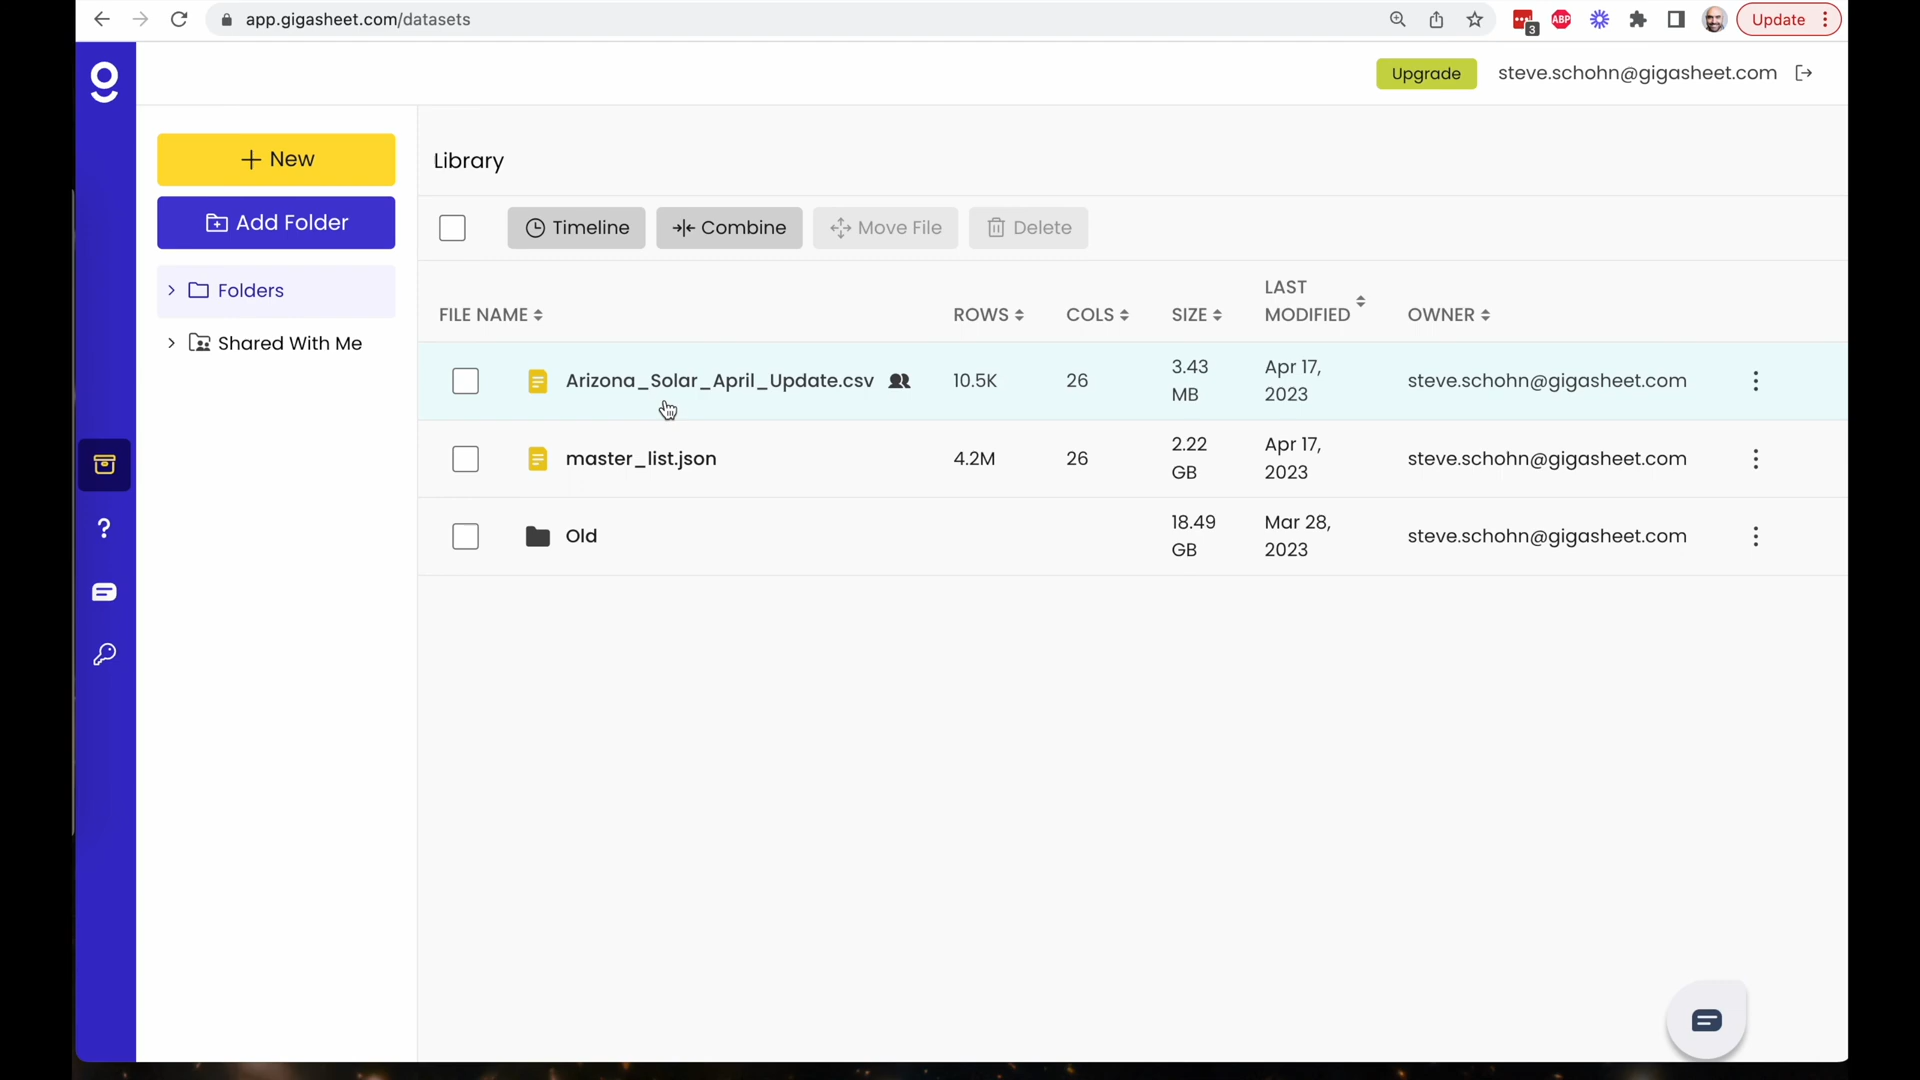 app.gigasheet.com/datasets
3
ABP
Update
Upgrade
steve.schohn@gigasheet.com
New
Add Folder
Folders
Shared With Me
Library
Timeline
Combine
Move File
Delete
FILE NAME
ROWS
COLS
SIZE
LAST
MODIFIED
OWNER
Arizona_Solar_April_Update.csv
10.5K
26
3.43
MB
Apr 17,
2023
steve.schohn@gigasheet.com
master_list.json
4.2M
26
2.22
GB
Apr 17,
2023
steve.schohn@gigasheet.com
Old
18.49
GB
Mar 28,
2023
steve.schohn@gigasheet.com